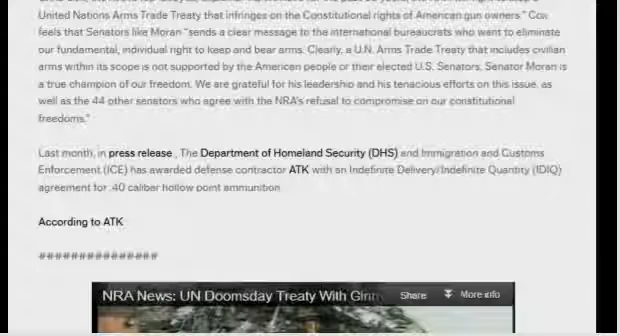 United Nations Arms Trade Treaty that infringes on the Constitutional rights of American gun owners." Cox
feels that Senators like Moran "sends a clear message to the international bureaucrats who want to eliminate
our fundamental, individual right to keep and bear arms. Clearly, a U.N. Arms Trade Treaty that includes civilian
arms within its scope is not supported by the American people or their elected U.S. Senators. Senator Moran is
a true champion of our freedom. We are grateful for his leadership and his tenacious efforts on this issue, as
well as the 44 other senators who agree with the NRA's refusal to compromise on our constitutional
freedoms."
Last month, in press release , The Department of Homeland Security (DHS) and Immigration and Customs
Enforcement (ICE) has awarded defense contractor ATK with an Indefinite Delivery/Indefinite Quantity (IDIQ)
agreement for .40 caliber hollow point ammunition
According to ATK
###############
NRA News: UN Doomsday Treaty With Ginn Share More info